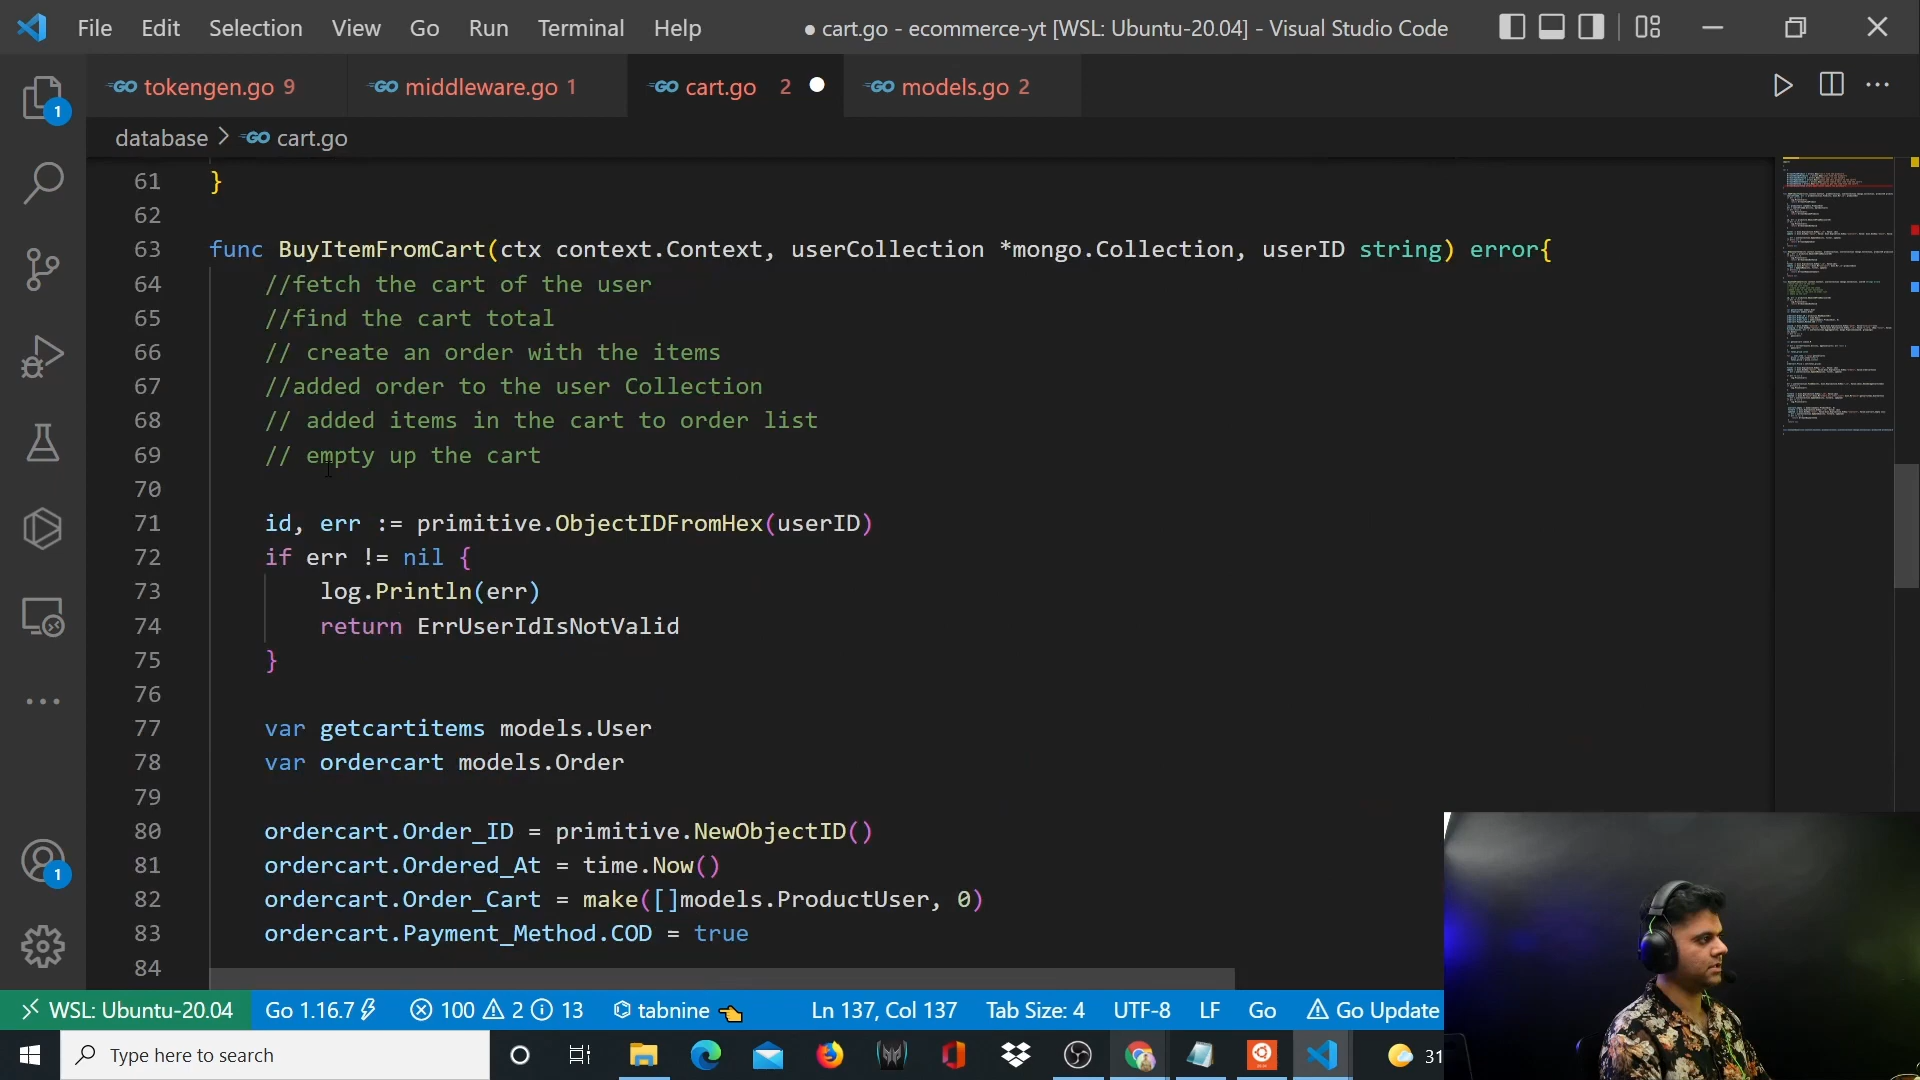 File Edit Selection View Go Run Terminal Help
● cart.go - ecommerce-yt [WSL: Ubuntu-20.04] - Visual Studio Code
tokengen.go 9 middleware.go 1 cart.go 2 models.go 2
database > cart.go
61 }
62
63 func BuyItemFromCart(ctx context.Context, userCollection *mongo.Collection, userID string) error{
64 //fetch the cart of the user
65 //find the cart total
66 // create an order with the items
67 //added order to the user Collection
68 // added items in the cart to order list
69 // empty up the cart
70
71 id, err := primitive.ObjectIDFromHex(userID)
72 if err != nil {
73 log.Println(err)
74 return ErrUserIdIsNotValid
75 }
76
77 var getcartitems models.User
78 var ordercart models.Order
79
80 ordercart.Order_ID = primitive.NewObjectID()
81 ordercart.Ordered_At = time.Now()
82 ordercart.Order_Cart = make([]models.ProductUser, 0)
83 ordercart.Payment_Method.COD = true
84
1
1
WSL: Ubuntu-20.04 Go 1.16.7 100 2 13 tabnine Ln 137, Col 137 Tab Size: 4 UTF-8 LF Go Go Update
Type here to search 31